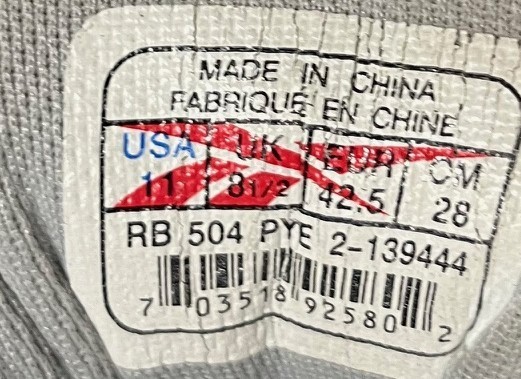 MADE IN CHINA
FABRIQUÉ EN CHINE
USA UK EUR CM
11 8 1/2 42.5 28
RB 504 PYE 2-139444
7 03518 92580 2